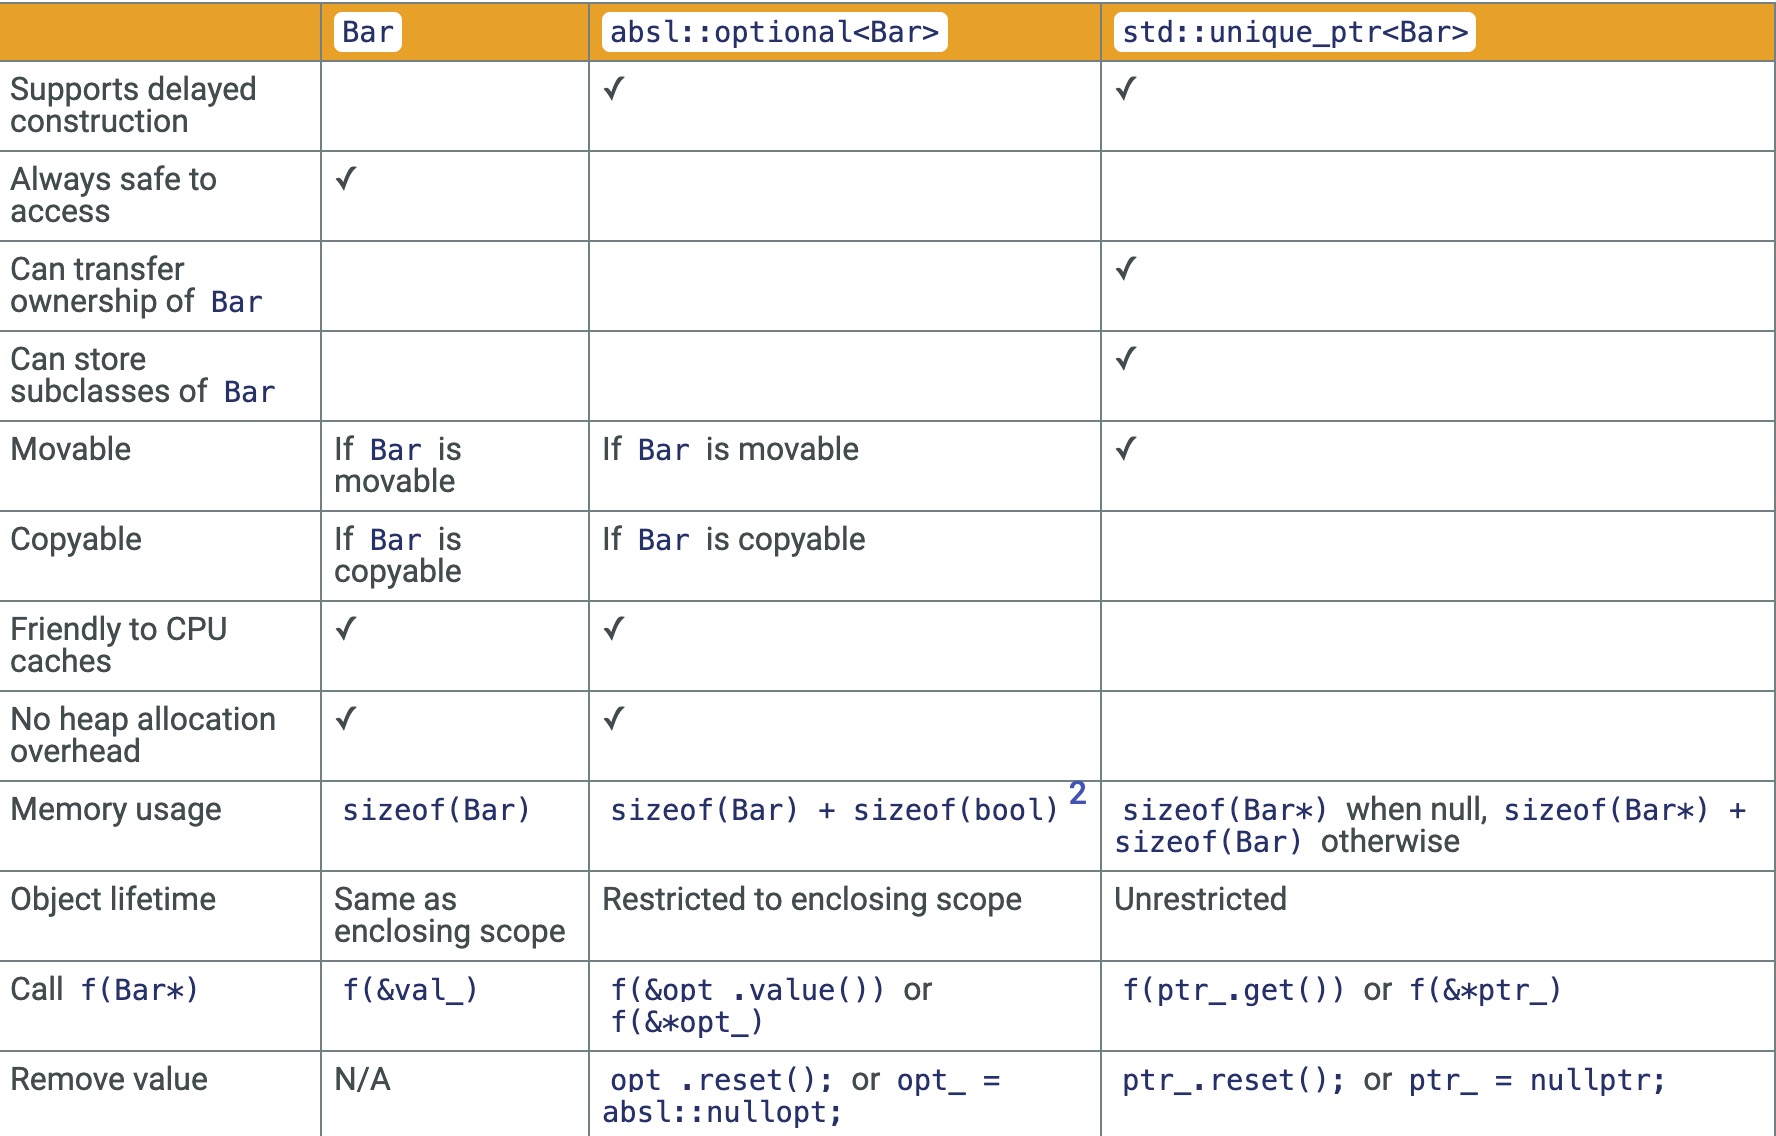 Bar absl::optional<Bar> std::unique_ptr<Bar>
Supports delayed ✓ ✓
construction
Always safe to ✓
access
Can transfer ✓
ownership of Bar
Can store ✓
subclasses of Bar
Movable If Bar is If Bar is movable ✓
movable
Copyable If Bar is If Bar is copyable
copyable
Friendly to CPU ✓ ✓
caches
No heap allocation ✓ ✓
overhead
Memory usage sizeof(Bar) sizeof(Bar) + sizeof(bool) 2 sizeof(Bar*) when null, sizeof(Bar*) +
sizeof(Bar) otherwise
Object lifetime Same as Restricted to enclosing scope Unrestricted
enclosing scope
Call f(Bar*) f(&val_) f(&opt_.value()) or f(ptr_.get()) or f(&*ptr_)
f(&*opt_)
Remove value N/A opt_.reset(); or opt_ = ptr_.reset(); or ptr_ = nullptr;
absl::nullopt;